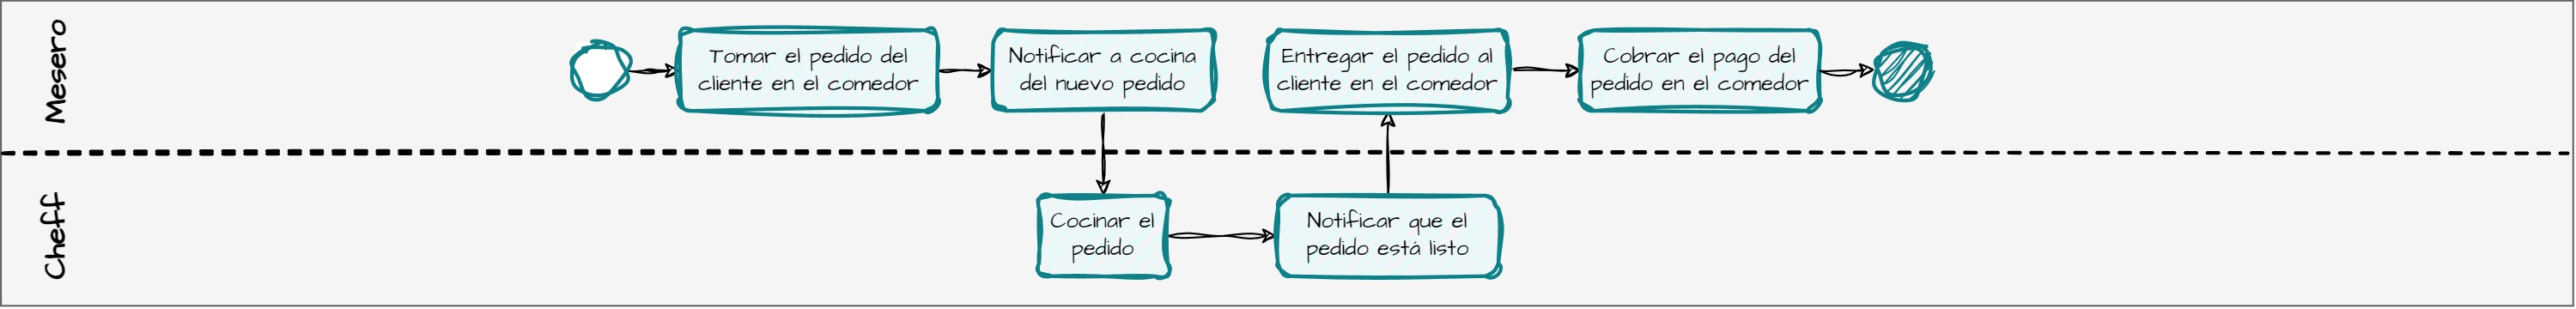 Mesero
Tomar el pedido del
cliente en el comedor
Notificar a cocina
del nuevo pedido
Entregar el pedido al
cliente en el comedor
Cobrar el pago del
pedido en el comedor
Cheff
Cocinar el
pedido
Notificar que el
pedido está listo